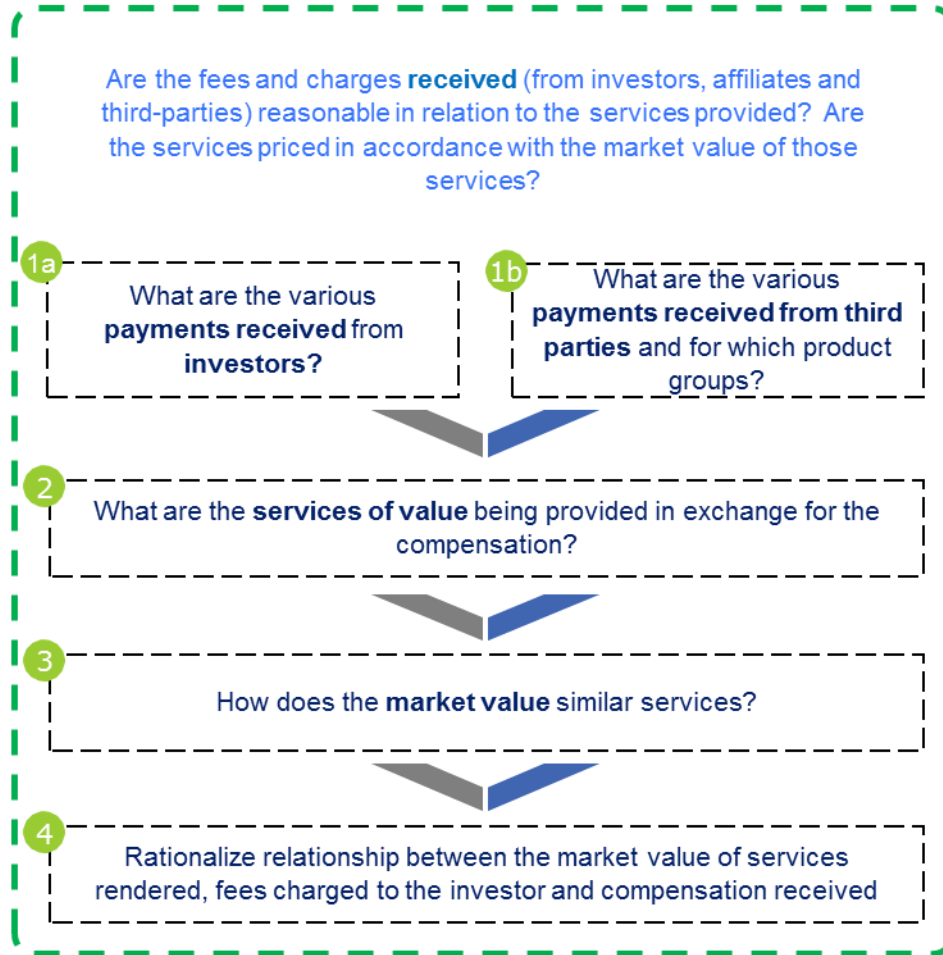 Are the fees and charges received (from investors, affiliates and
third-parties) reasonable in relation to the services provided? Are
the services priced in accordance with the market value of those
services?
1a
What are the various
payments received from
investors?
1b
What are the various
payments received from third
parties and for which product
groups?
2
What are the services of value being provided in exchange for the
compensation?
3
How does the market value similar services?
4
Rationalize relationship between the market value of services
rendered, fees charged to the investor and compensation received